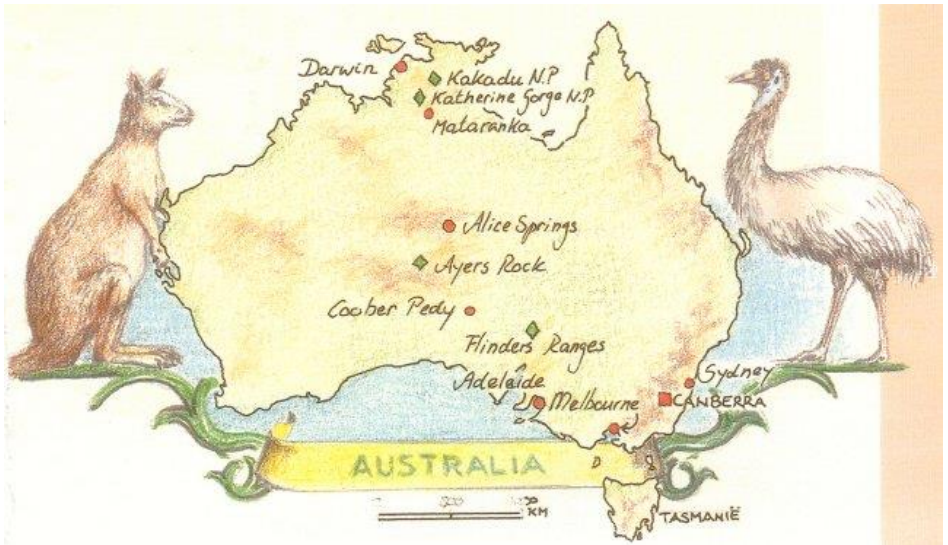 Darwin
Kakadu N.P
Katherine Gorge N.P
Mataranka
Alice Springs
Ayers Rock
Coober Pedy
Flinders Ranges
Adelaide
Sydney
Melbourne
CANBERRA
AUSTRALIA
KM
TASMANIË